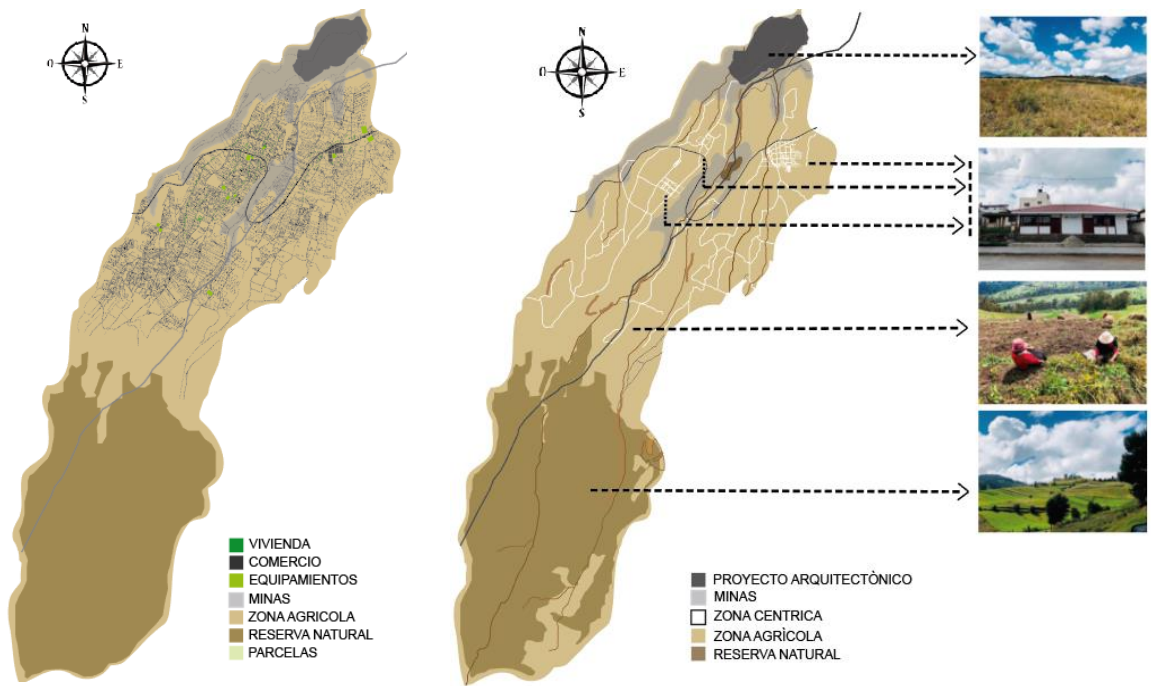 N
O
E
S
VIVIENDA
COMERCIO
EQUIPAMIENTOS
MINAS
ZONA AGRICOLA
RESERVA NATURAL
PARCELAS
N
O
E
S
PROYECTO ARQUITECTÒNICO
MINAS
ZONA CENTRICA
ZONA AGRÌCOLA
RESERVA NATURAL